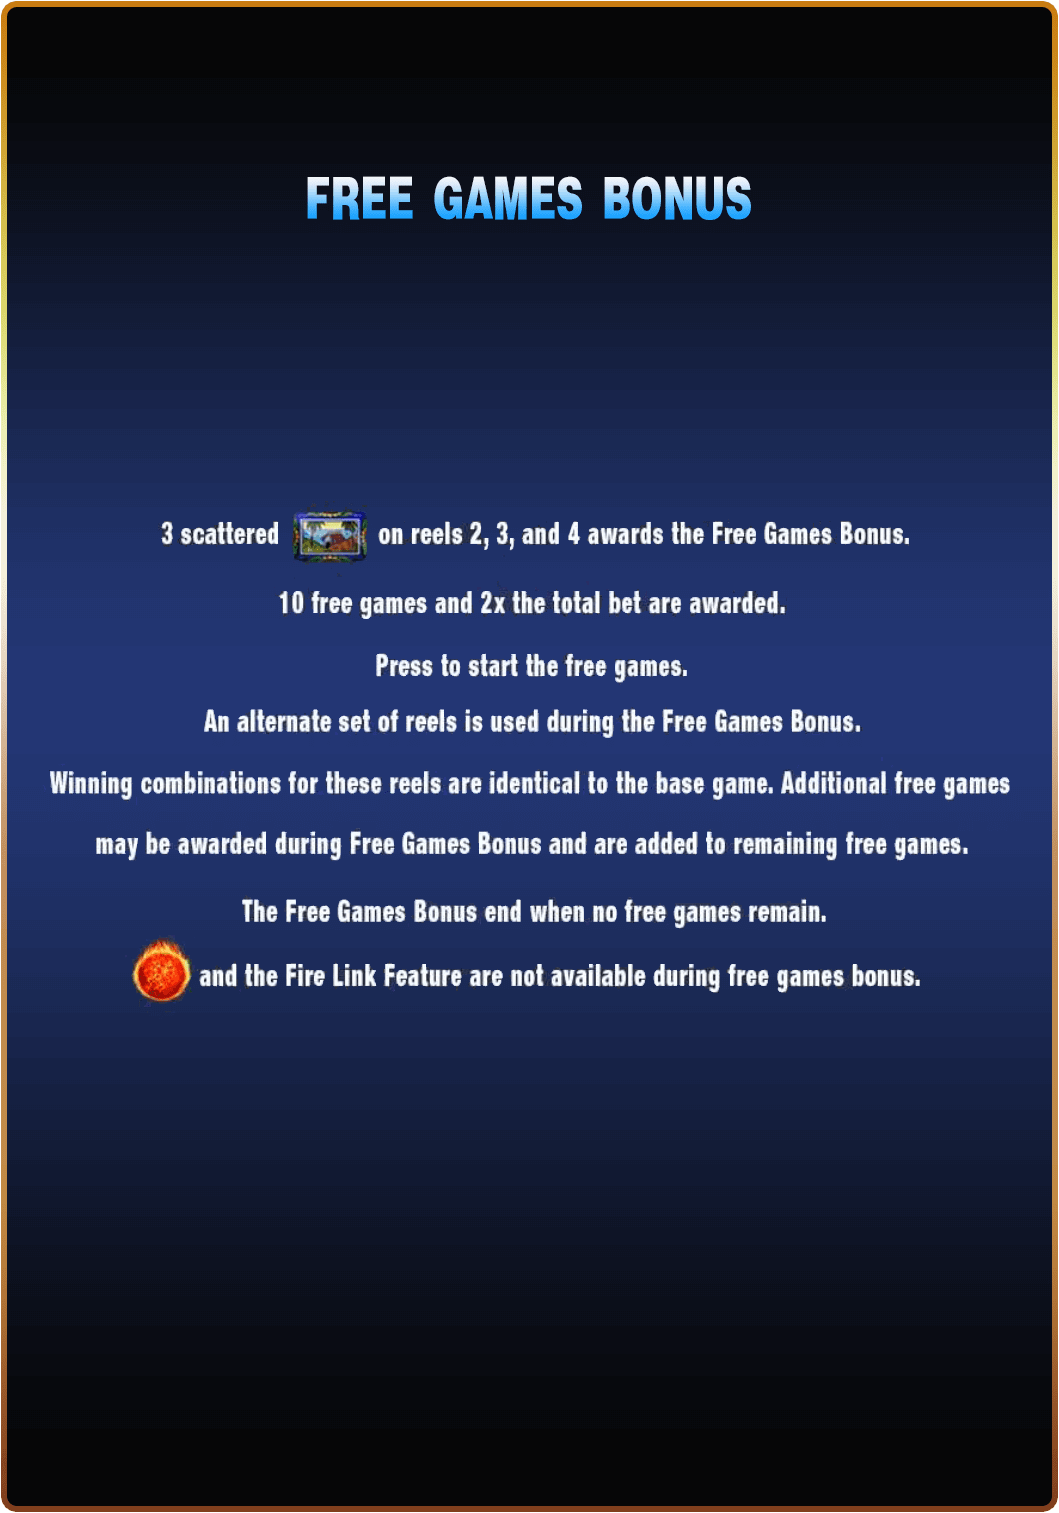 FREE GAMES BONUS
3 scattered on reels 2, 3, and 4 awards the Free Games Bonus.
10 free games and 2x the total bet are awarded.
Press to start the free games.
An alternate set of reels is used during the Free Games Bonus.
Winning combinations for these reels are identical to the base game. Additional free games
may be awarded during Free Games Bonus and are added to remaining free games.
The Free Games Bonus end when no free games remain.
and the Fire Link Feature are not available during free games bonus.